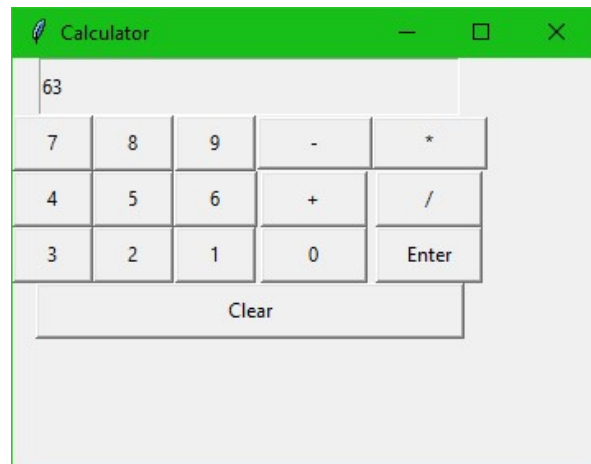 Calculator
63
7 8 9 - *
4 5 6 + /
3 2 1 0 Enter
Clear